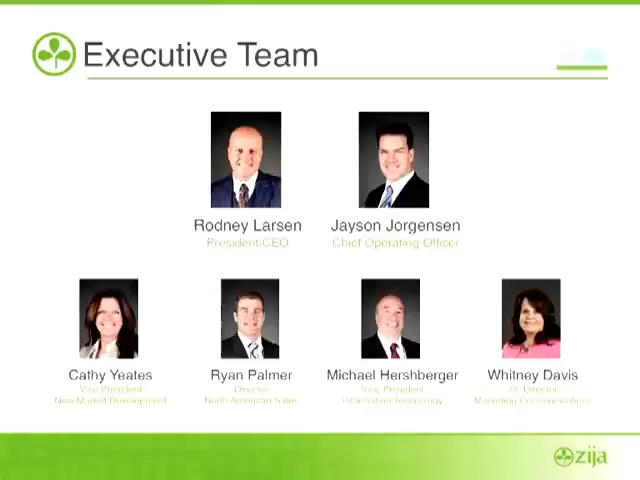 Executive Team
Rodney Larsen
President/CEO
Jayson Jorgensen
Chief Operating Officer
Cathy Yeates
Vice President
New Market Development
Ryan Palmer
Director
North American Sales
Michael Hershberger
Vice President
Information Technology
Whitney Davis
Sr. Director
Marketing Communications
zija